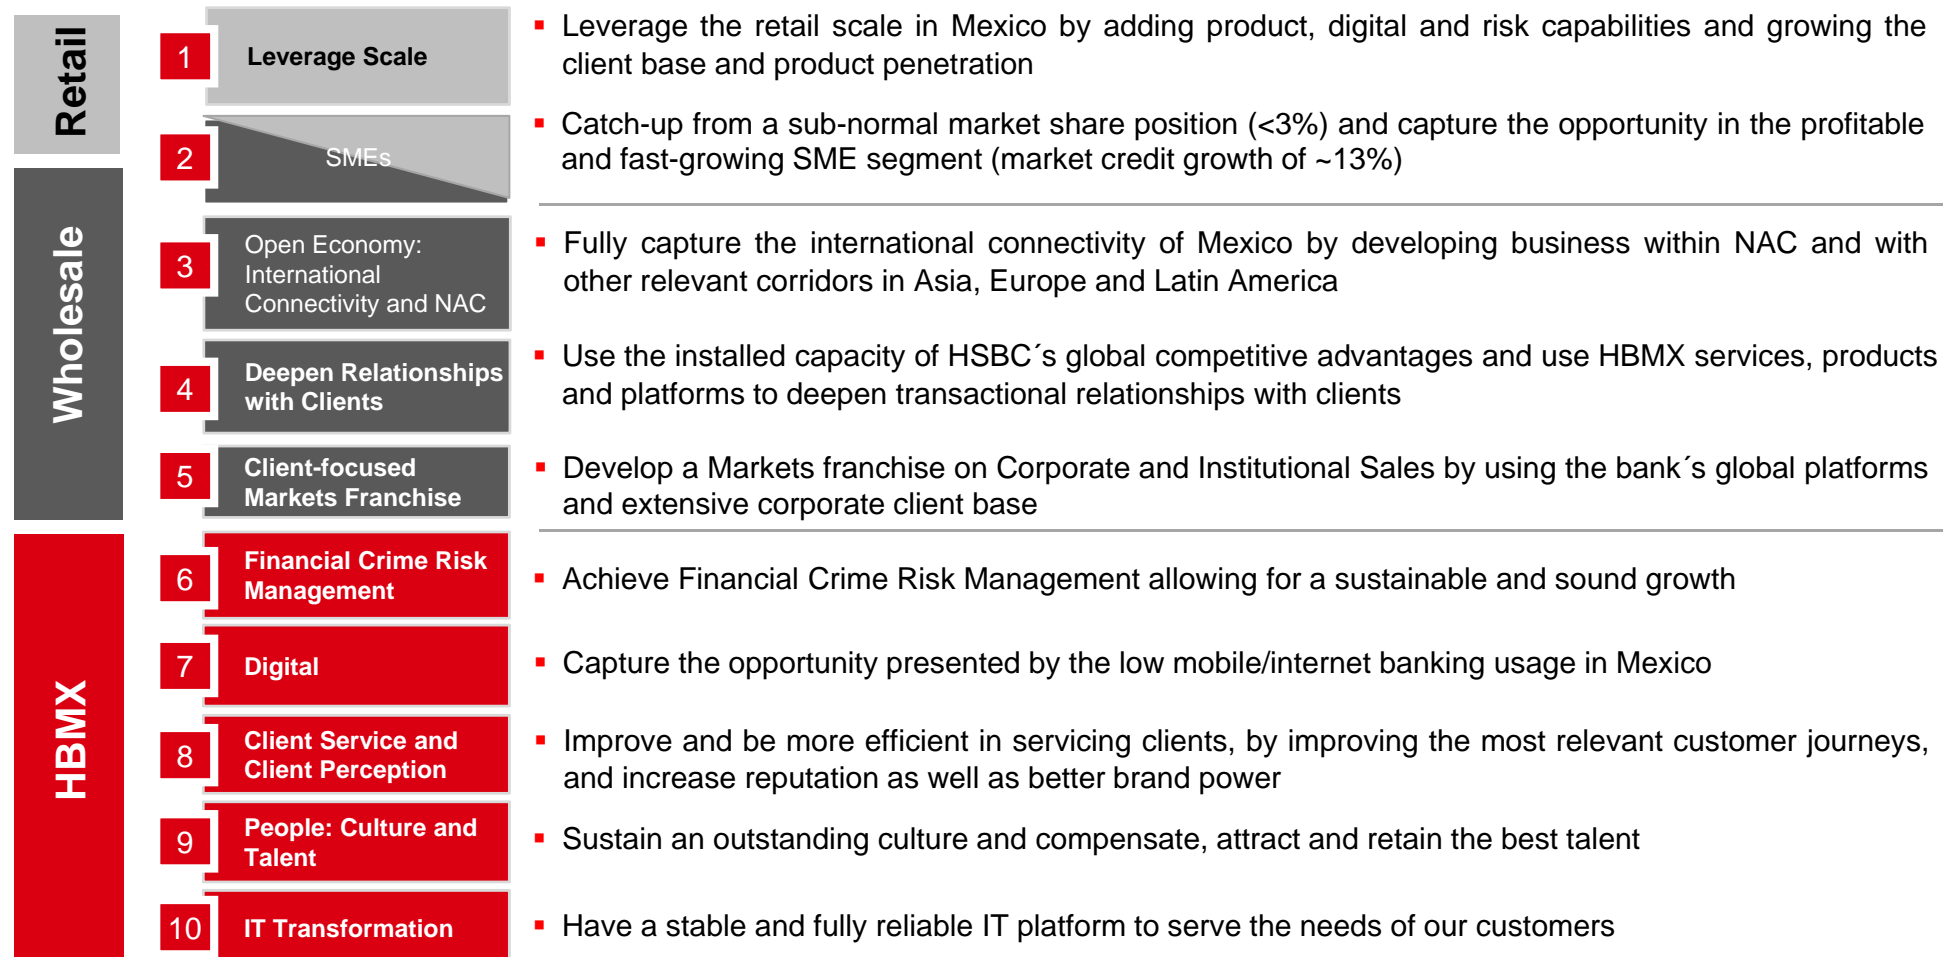 Retail
1
Leverage Scale
▪ Leverage the retail scale in Mexico by adding product, digital and risk capabilities and growing the
client base and product penetration
2
SMEs
▪ Catch-up from a sub-normal market share position (<3%) and capture the opportunity in the profitable
and fast-growing SME segment (market credit growth of ~13%)
Wholesale
3
Open Economy:
International
Connectivity and NAC
▪ Fully capture the international connectivity of Mexico by developing business within NAC and with
other relevant corridors in Asia, Europe and Latin America
4
Deepen Relationships
with Clients
▪ Use the installed capacity of HSBC´s global competitive advantages and use HBMX services, products
and platforms to deepen transactional relationships with clients
5
Client-focused
Markets Franchise
▪ Develop a Markets franchise on Corporate and Institutional Sales by using the bank´s global platforms
and extensive corporate client base
HBMX
6
Financial Crime Risk
Management
▪ Achieve Financial Crime Risk Management allowing for a sustainable and sound growth
7
Digital
▪ Capture the opportunity presented by the low mobile/internet banking usage in Mexico
8
Client Service and
Client Perception
▪ Improve and be more efficient in servicing clients, by improving the most relevant customer journeys,
and increase reputation as well as better brand power
9
People: Culture and
Talent
▪ Sustain an outstanding culture and compensate, attract and retain the best talent
10
IT Transformation
▪ Have a stable and fully reliable IT platform to serve the needs of our customers